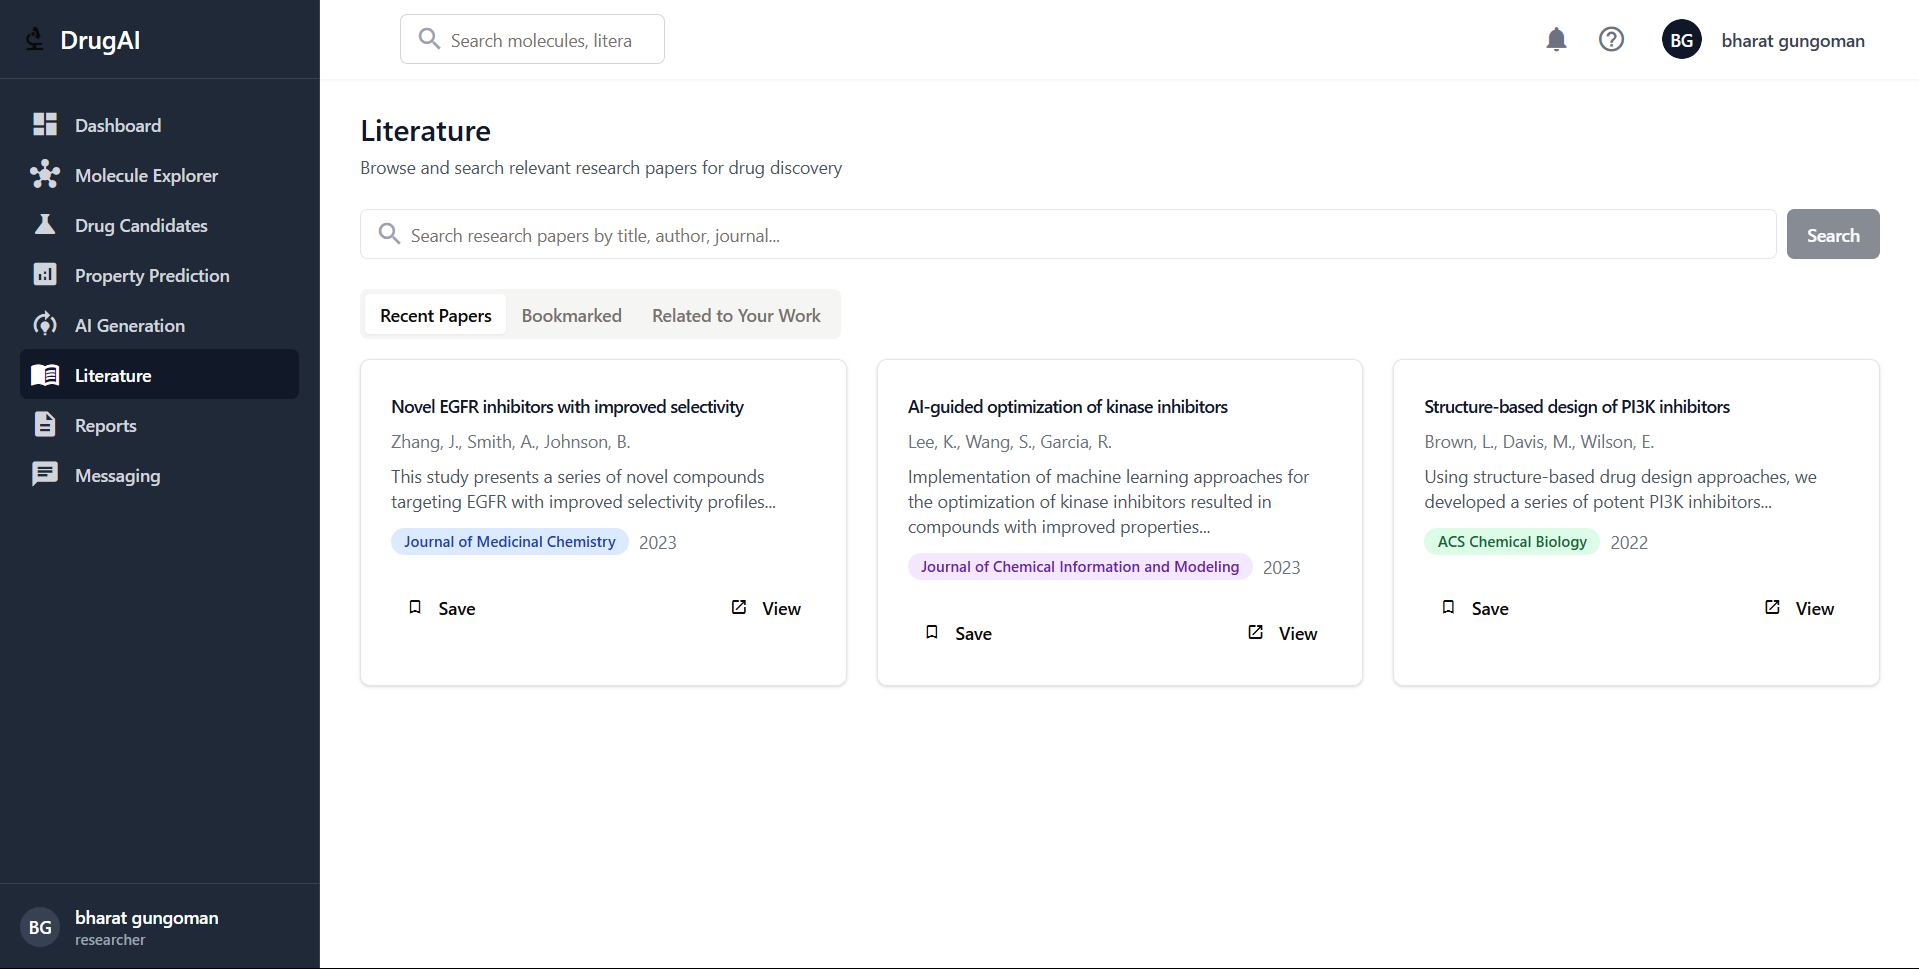 DrugAI
Search molecules, litera
BG
bharat gungoman
Dashboard
Molecule Explorer
Drug Candidates
Property Prediction
AI Generation
Literature
Reports
Messaging
BG
bharat gungoman
researcher
Literature
Browse and search relevant research papers for drug discovery
Search research papers by title, author, journal...
Search
Recent Papers
Bookmarked
Related to Your Work
Novel EGFR inhibitors with improved selectivity
Zhang, J., Smith, A., Johnson, B.
This study presents a series of novel compounds
targeting EGFR with improved selectivity profiles...
Journal of Medicinal Chemistry
2023
Save
View
AI-guided optimization of kinase inhibitors
Lee, K., Wang, S., Garcia, R.
Implementation of machine learning approaches for
the optimization of kinase inhibitors resulted in
compounds with improved properties...
Journal of Chemical Information and Modeling
2023
Save
View
Structure-based design of PI3K inhibitors
Brown, L., Davis, M., Wilson, E.
Using structure-based drug design approaches, we
developed a series of potent PI3K inhibitors...
ACS Chemical Biology
2022
Save
View